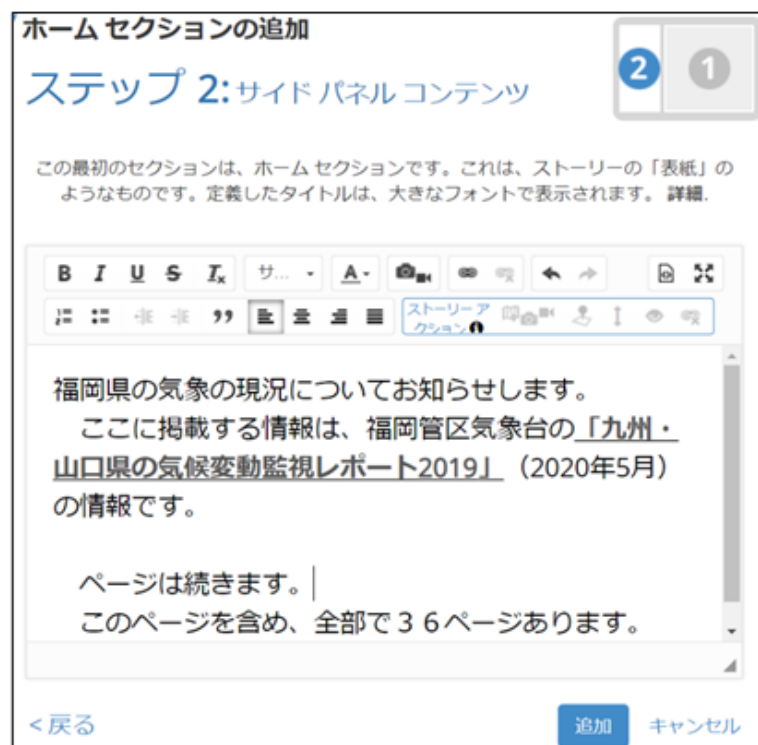 ホーム セクションの追加
ステップ 2: サイド パネル コンテンツ
2 1
この最初のセクションは、ホーム セクションです。これは、ストーリーの「表紙」の
ようなものです。定義したタイトルは、大きなフォントで表示されます。 詳細.
B I U S Tx サ... A
ストーリー ア
クション
福岡県の気象の現況についてお知らせします。
ここに掲載する情報は、福岡管区気象台の「九州・
山口県の気候変動監視レポート2019」（2020年5月）
の情報です。
ページは続きます。
このページを含め、全部で３６ページあります。
< 戻る 追加 キャンセル